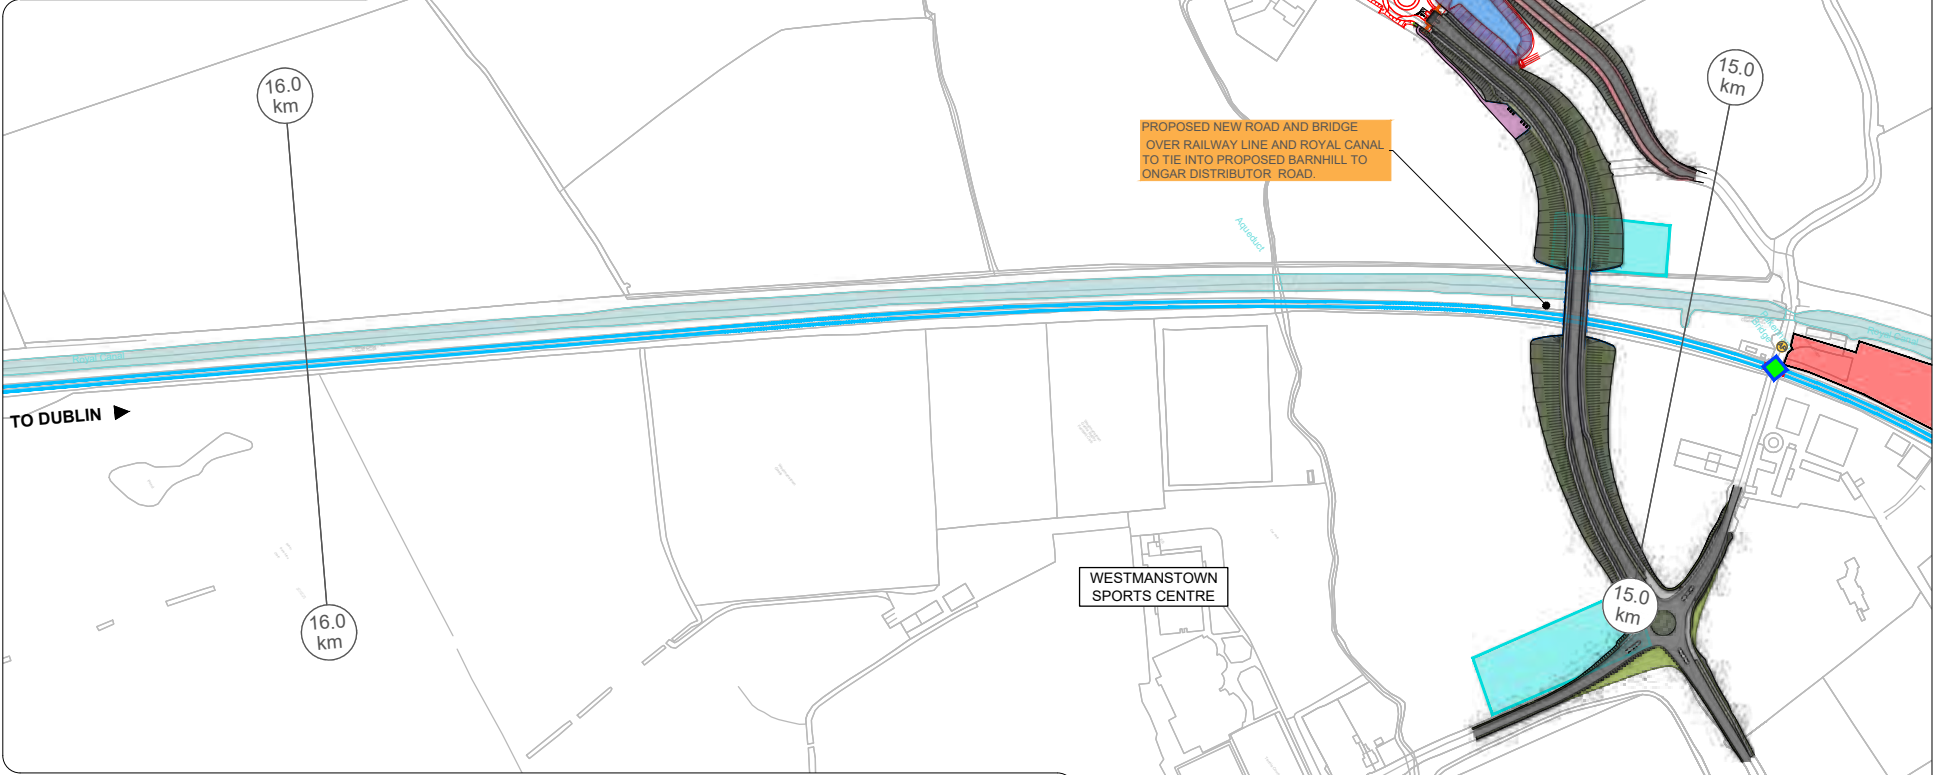 16.0
km
15.0
km
PROPOSED NEW ROAD AND BRIDGE
OVER RAILWAY LINE AND ROYAL CANAL
TO TIE INTO PROPOSED BARNHILL TO
ONGAR DISTRIBUTOR ROAD.
Aqueduct
Royal Canal
TO DUBLIN
WESTMANSTOWN
SPORTS CENTRE
16.0
km
15.0
km